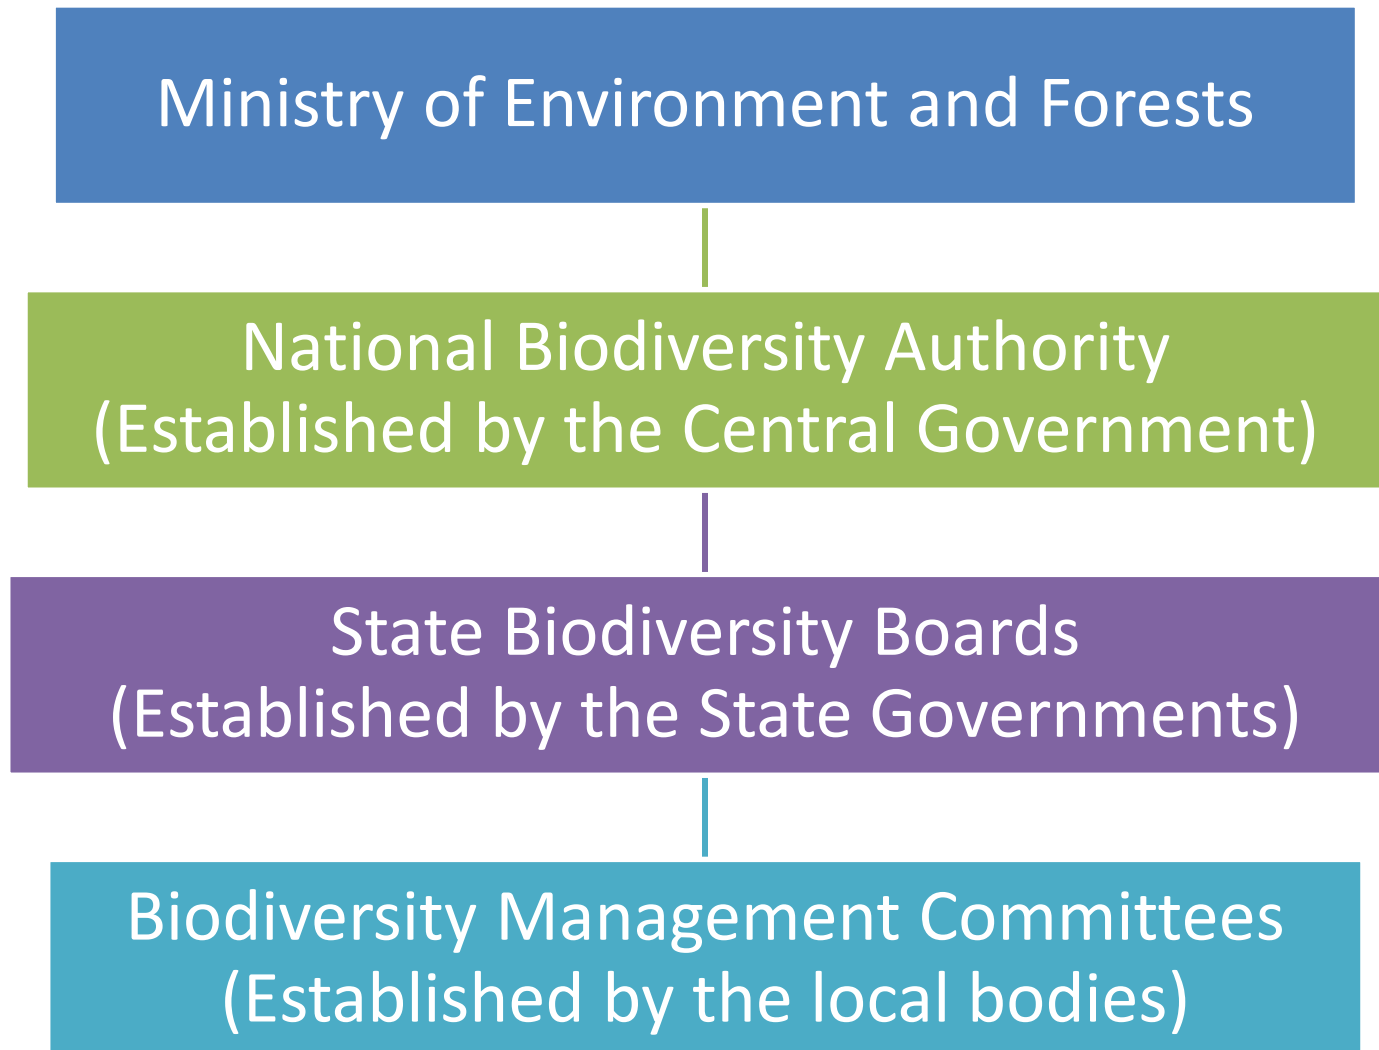 Ministry of Environment and Forests
National Biodiversity Authority
(Established by the Central Government)
State Biodiversity Boards
(Established by the State Governments)
Biodiversity Management Committees
(Established by the local bodies)